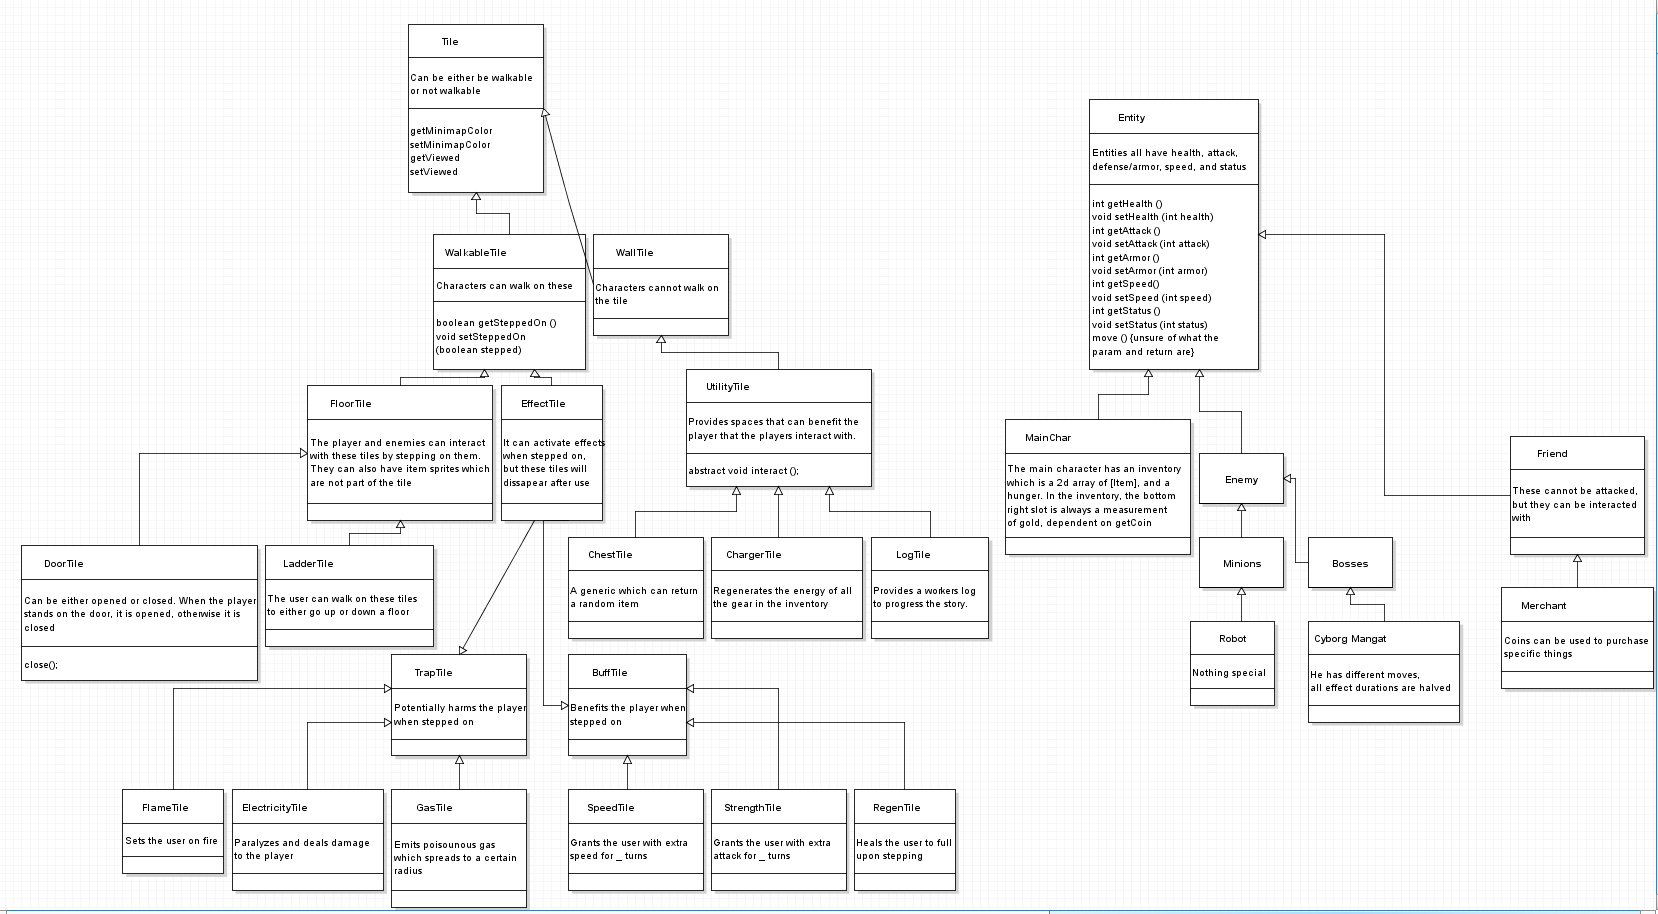 Tile
Can be either be walkable
or not walkable
getMinimapColor
setMinimapColor
getViewed
setViewed
WalkableTile
Characters can walk on these
boolean getSteppedOn ()
void setSteppedOn
(boolean stepped)
WallTile
Characters cannot walk on
the tile
FloorTile
The player and enemies can interact
with these tiles by stepping on them.
They can also have item sprites which
are not part of the tile
EffectTile
It can activate effects
when stepped on,
but these tiles will
dissapear after use
UtilityTile
Provides spaces that can benefit the
player that the players interact with.
abstract void interact ();
DoorTile
Can be either opened or closed. When the player
stands on the door, it is opened, otherwise it is
closed
close();
LadderTile
The user can walk on these tiles
to either go up or down a floor
ChestTile
A generic which can return
a random item
ChargerTile
Regenerates the energy of all
the gear in the inventory
LogTile
Provides a workers log
to progress the story.
TrapTile
Potentially harms the player
when stepped on
BuffTile
Benefits the player when
stepped on
FlameTile
Sets the user on fire
ElectricityTile
Paralyzes and deals damage
to the player
GasTile
Emits poisounous gas
which spreads to a certain
radius
SpeedTile
Grants the user with extra
speed for _ turns
StrengthTile
Grants the user with extra
attack for _ turns
RegenTile
Heals the user to full
upon stepping
Entity
Entities all have health, attack,
defense/armor, speed, and status
int getHealth ()
void setHealth (int health)
int getAttack ()
void setAttack (int attack)
int getArmor ()
void setArmor (int armor)
int getSpeed()
void setSpeed (int speed)
int getStatus ()
void setStatus (int status)
move () {unsure of what the
param and return are}
MainChar
The main character has an inventory
which is a 2d array of [Item], and a
hunger. In the inventory, the bottom
right slot is always a measurement
of gold, dependent on getCoin
Enemy
Minions
Bosses
Robot
Nothing special
Cyborg Mangat
He has different moves,
all effect durations are halved
Friend
These cannot be attacked,
but they can be interacted
with
Merchant
Coins can be used to purchase
specific things